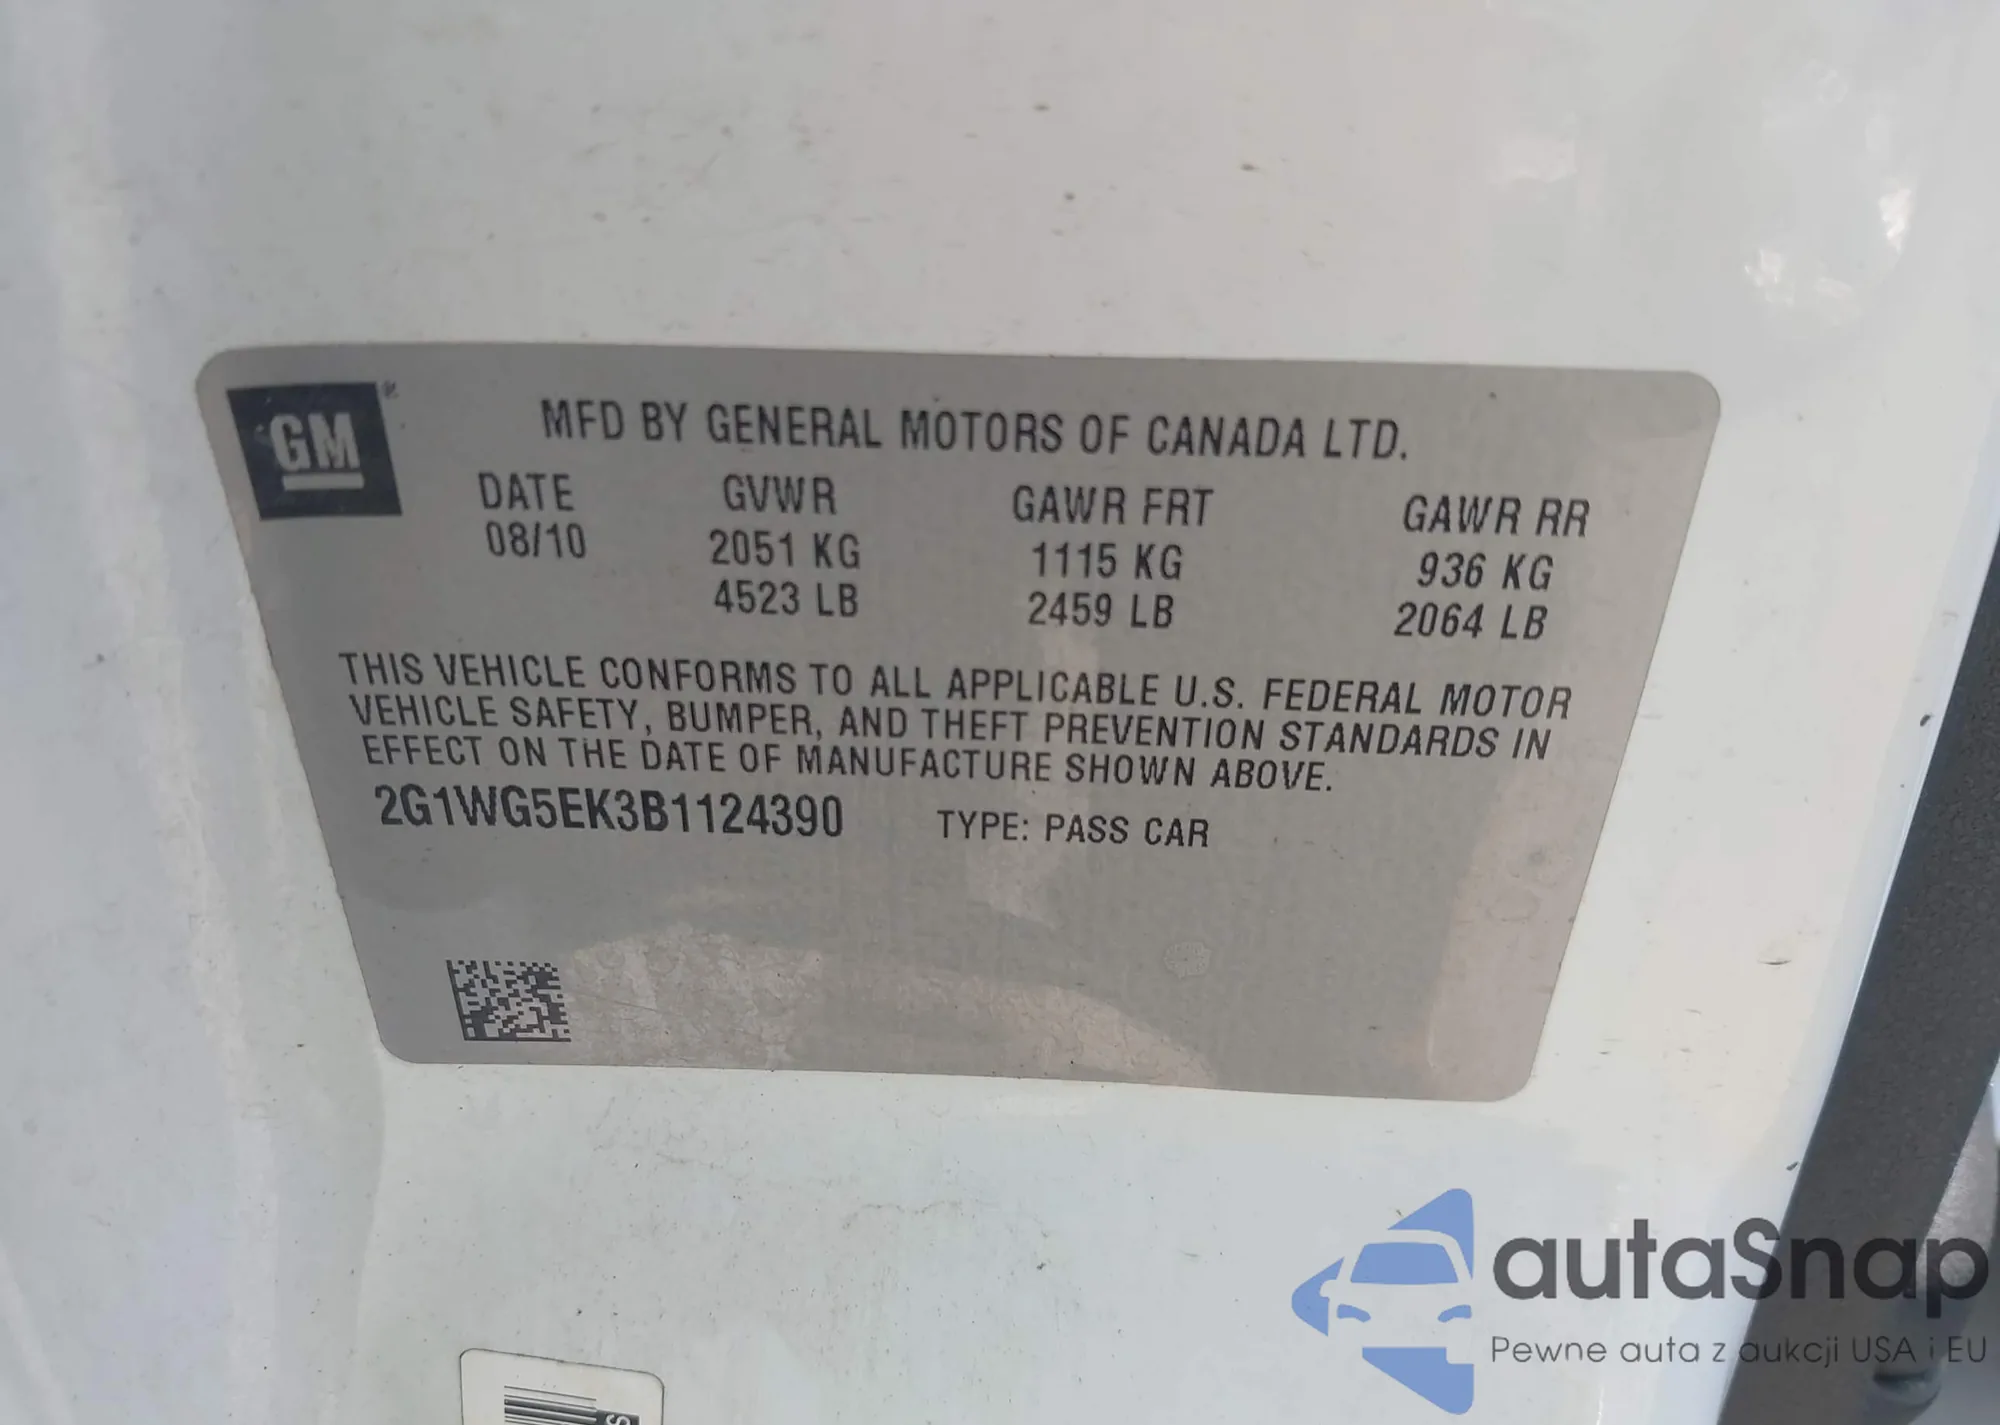 GM®
MFD BY GENERAL MOTORS OF CANADA LTD.
DATE GVWR GAWR FRT GAWR RR
08/10 2051 KG 1115 KG 936 KG
4523 LB 2459 LB 2064 LB
THIS VEHICLE CONFORMS TO ALL APPLICABLE U.S. FEDERAL MOTOR
VEHICLE SAFETY, BUMPER, AND THEFT PREVENTION STANDARDS IN
EFFECT ON THE DATE OF MANUFACTURE SHOWN ABOVE.
2G1WG5EK3B1124390 TYPE: PASS CAR
autaSnap
Pewne auta z aukcji USA i EU